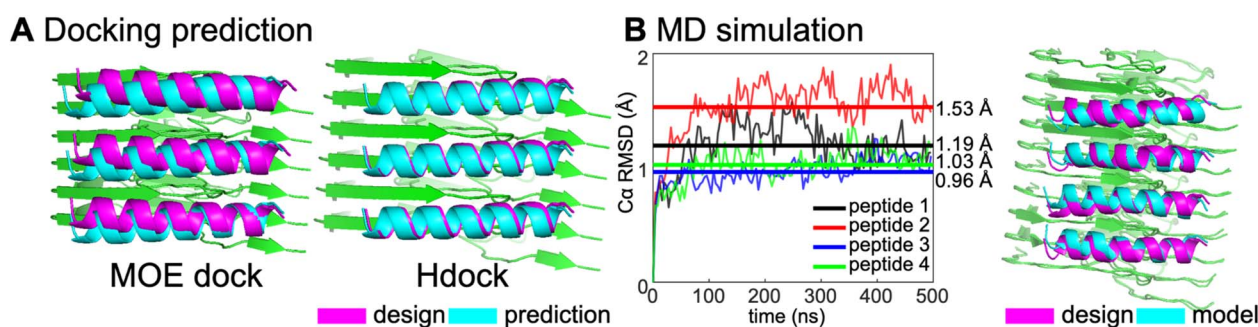 A Docking prediction
MOE dock
Hdock
design
prediction
B MD simulation
Cα RMSD (Å)
2
1
0
1.53 Å
1.19 Å
1.03 Å
0.96 Å
peptide 1
peptide 2
peptide 3
peptide 4
0 100 200 300 400 500
time (ns)
design
model